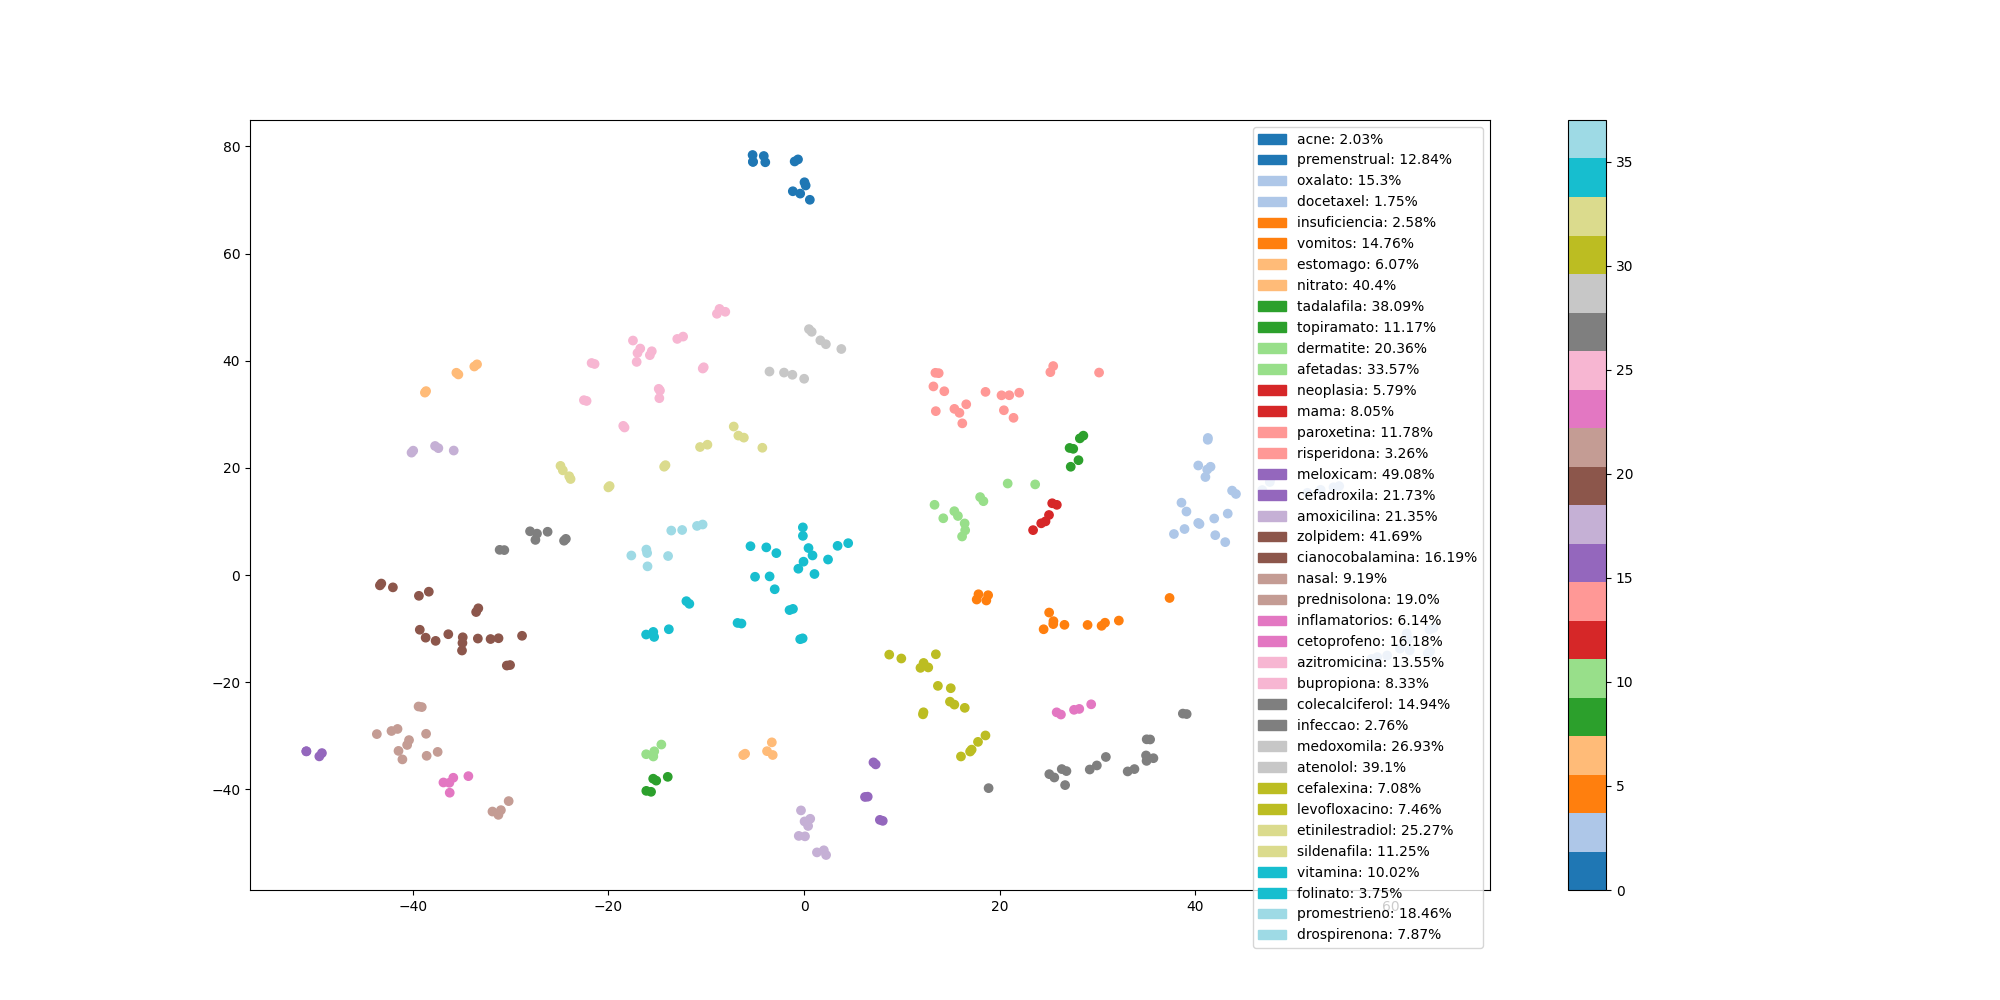 80
60
40
20
0
−20
−40
−40
−20
0
20
40
60
acne: 2.03%
premenstrual: 12.84%
oxalato: 15.3%
docetaxel: 1.75%
insuficiencia: 2.58%
vomitos: 14.76%
estomago: 6.07%
nitrato: 40.4%
tadalafila: 38.09%
topiramato: 11.17%
dermatite: 20.36%
afetadas: 33.57%
neoplasia: 5.79%
mama: 8.05%
paroxetina: 11.78%
risperidona: 3.26%
meloxicam: 49.08%
cefadroxila: 21.73%
amoxicilina: 21.35%
zolpidem: 41.69%
cianocobalamina: 16.19%
nasal: 9.19%
prednisolona: 19.0%
inflamatorios: 6.14%
cetoprofeno: 16.18%
azitromicina: 13.55%
bupropiona: 8.33%
colecalciferol: 14.94%
infeccao: 2.76%
medoxomila: 26.93%
atenolol: 39.1%
cefalexina: 7.08%
levofloxacino: 7.46%
etinilestradiol: 25.27%
sildenafila: 11.25%
vitamina: 10.02%
folinato: 3.75%
promestrieno: 18.46%
drospirenona: 7.87%
35
30
25
20
15
10
5
0